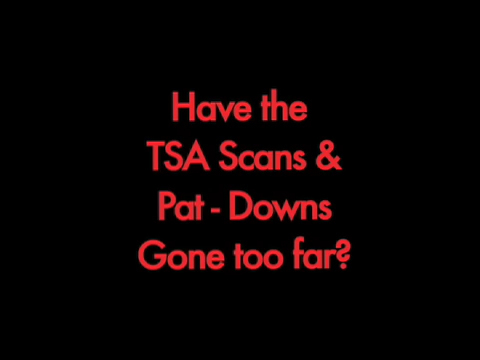 Have the
TSA Scans &
Pat - Downs
Gone too far?